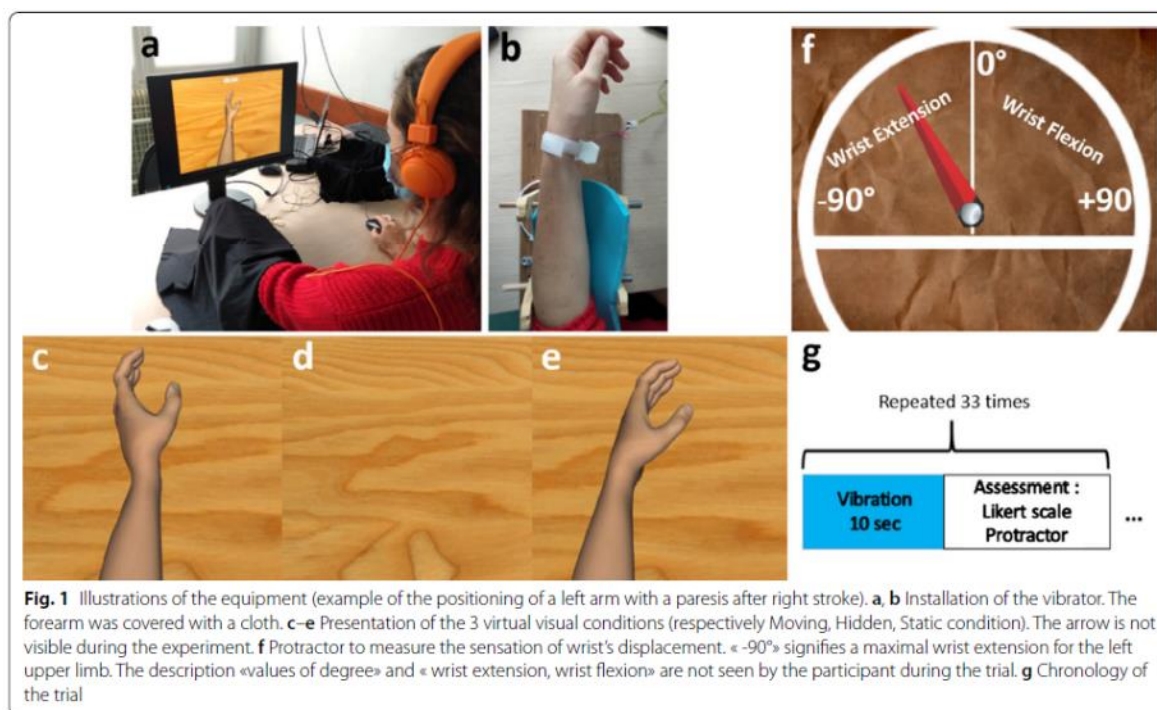 a
b
f
0°
Wrist Extension
Wrist Flexion
-90°
+90
c
d
e
g
Repeated 33 times
Vibration
10 sec
Assessment :
Likert scale
Protractor
...
Fig. 1 Illustrations of the equipment (example of the positioning of a left arm with a paresis after right stroke). a, b Installation of the vibrator. The
forearm was covered with a cloth. c–e Presentation of the 3 virtual visual conditions (respectively Moving, Hidden, Static condition). The arrow is not
visible during the experiment. f Protractor to measure the sensation of wrist's displacement. « -90°» signifies a maximal wrist extension for the left
upper limb. The description «values of degree» and « wrist extension, wrist flexion» are not seen by the participant during the trial. g Chronology of
the trial